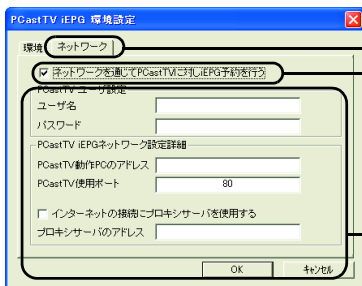 PCastTV iEPG 環境設定
環境 ネットワーク
ネットワークを通じてPCastTVに対しiEPG予約を行う
PCastTV ユーザ設定
ユーザ名
パスワード
PCastTV iEPGネットワーク設定詳細
PCastTV動作PCのアドレス
PCastTV使用ポート 80
インターネットの接続にプロキシサーバを使用する
プロキシサーバのアドレス
OK キャンセル